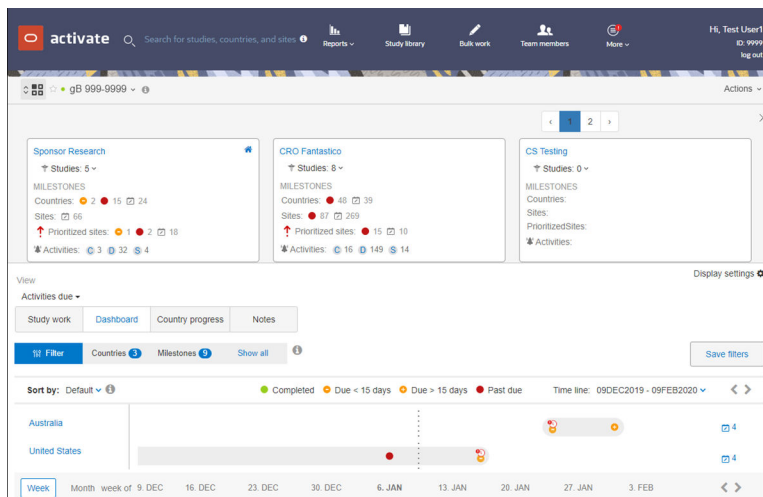 activate
Search for studies, countries, and sites
Reports
Study library
Bulk work
Team members
More
Hi, Test User1
ID: 9999
log out
gB 999-9999
Actions
‹ 1 2 ›
Sponsor Research
Studies: 5
MILESTONES
Countries: 2 15 24
Sites: 66
Prioritized sites: 1 2 18
Activities: C 3 D 32 S 4
CRO Fantastico
Studies: 8
MILESTONES
Countries: 48 39
Sites: 87 269
Prioritized sites: 15 10
Activities: C 16 D 149 S 14
CS Testing
Studies: 0
MILESTONES
Countries:
Sites:
PrioritizedSites:
Activities:
View
Display settings
Activities due
Study work Dashboard Country progress Notes
Filter Countries 3 Milestones 9 Show all
Save filters
Sort by: Default
Completed Due < 15 days Due > 15 days Past due
Time line: 09DEC2019 - 09FEB2020
Australia
4
United States
4
Week Month week of 9. DEC 16. DEC 23. DEC 30. DEC 6. JAN 13. JAN 20. JAN 27. JAN 3. FEB